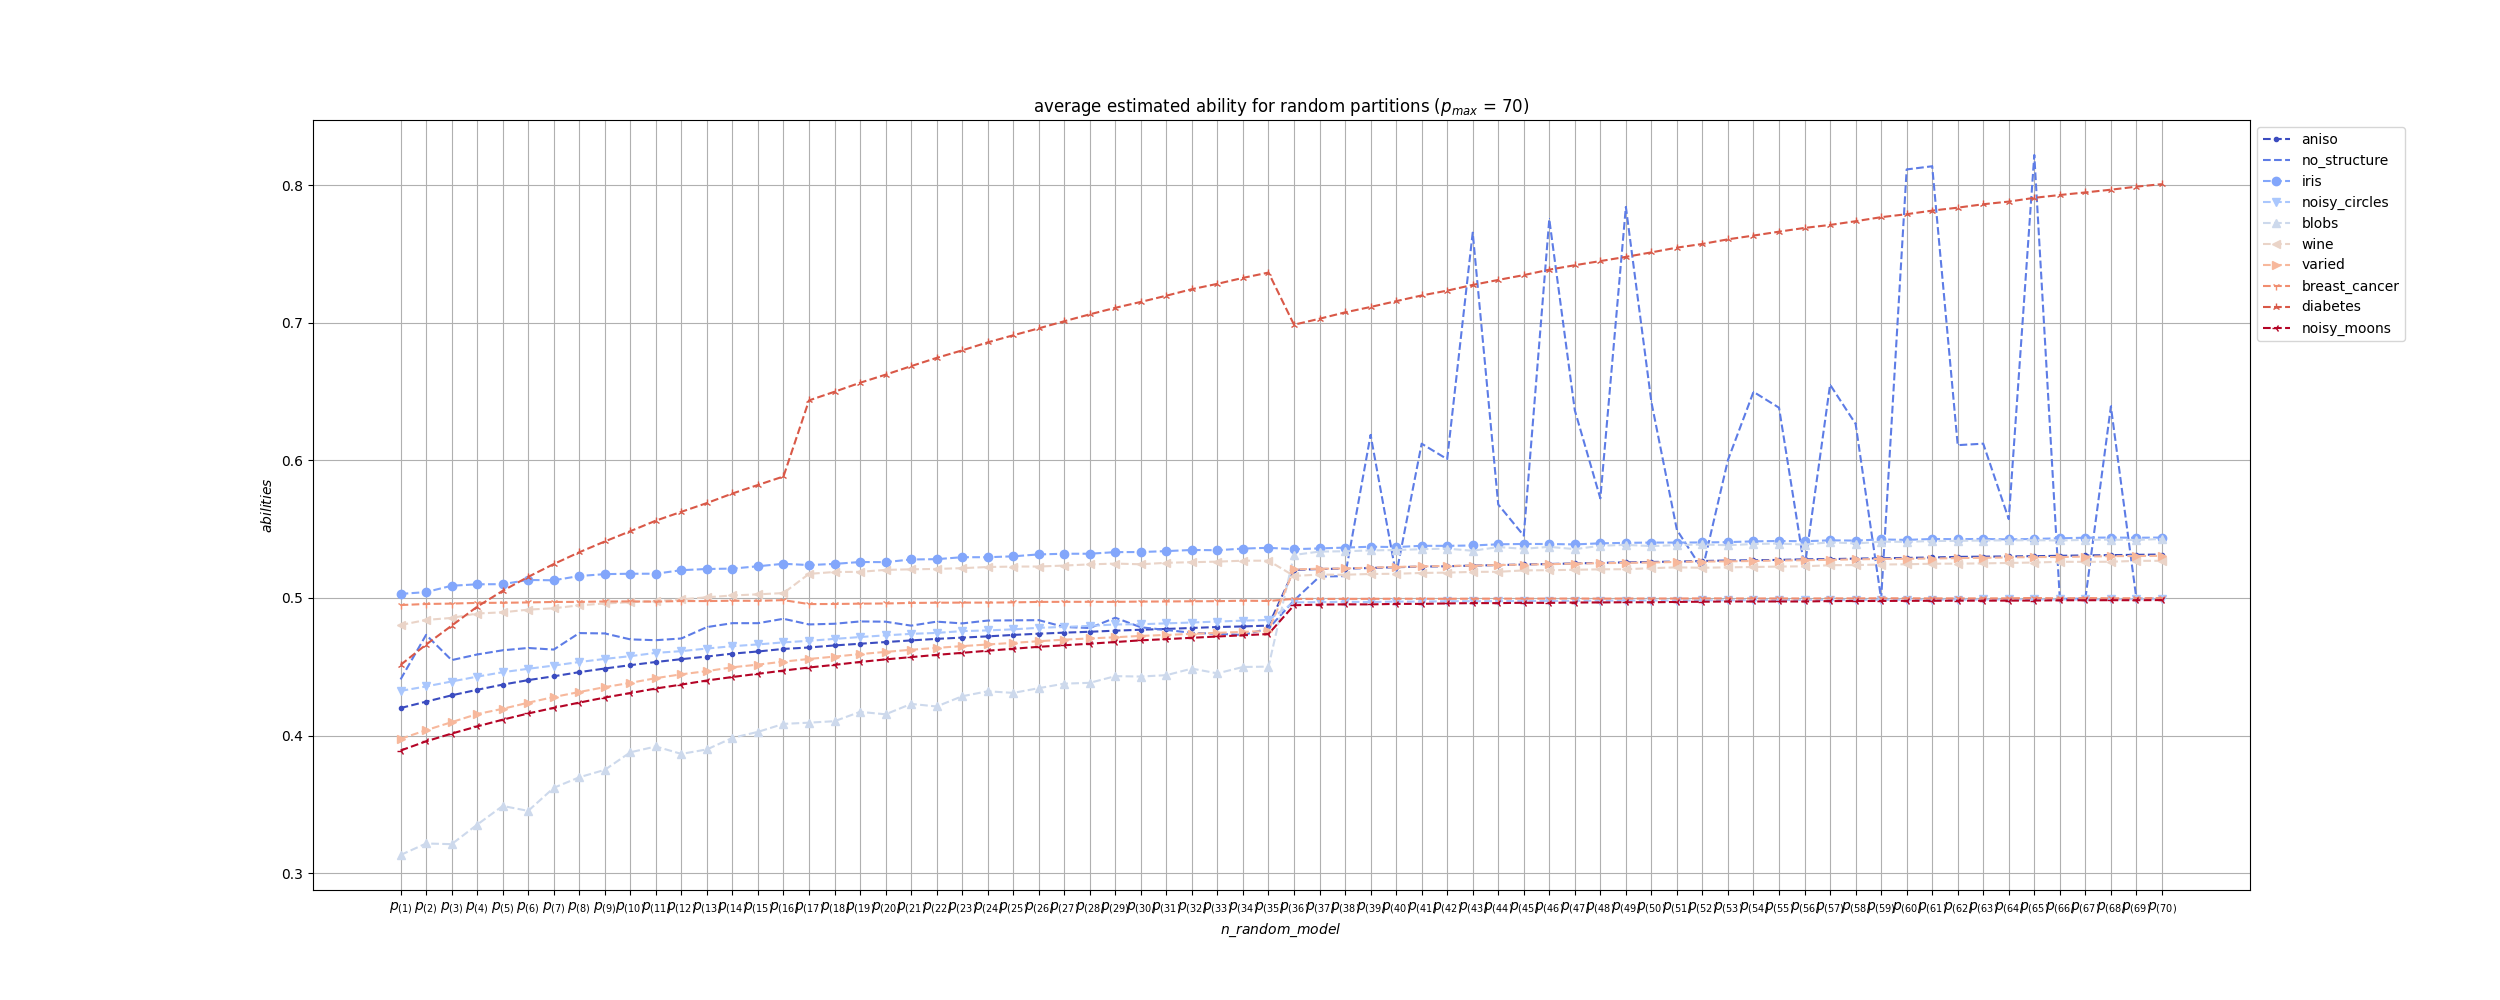 average estimated ability for random partitions (p_max = 70)
0.8
0.7
0.6
0.5
0.4
0.3
abilities
p(1) p(2) p(3) p(4) p(5) p(6) p(7) p(8) p(9) p(10) p(11) p(12) p(13) p(14) p(15) p(16) p(17) p(18) p(19) p(20) p(21) p(22) p(23) p(24) p(25) p(26) p(27) p(28) p(29) p(30) p(31) p(32) p(33) p(34) p(35) p(36) p(37) p(38) p(39) p(40) p(41) p(42) p(43) p(44) p(45) p(46) p(47) p(48) p(49) p(50) p(51) p(52) p(53) p(54) p(55) p(56) p(57) p(58) p(59) p(60) p(61) p(62) p(63) p(64) p(65) p(66) p(67) p(68) p(69) p(70)
n_random_model
aniso
no_structure
iris
noisy_circles
blobs
wine
varied
breast_cancer
diabetes
noisy_moons